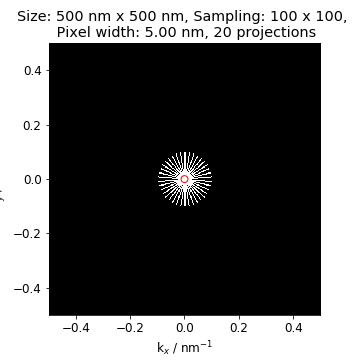 Size: 500 nm x 500 nm, Sampling: 100 x 100,
Pixel width: 5.00 nm, 20 projections
0.4
0.2
0.0
−0.2
−0.4
−0.4 −0.2 0.0 0.2 0.4
kₓ / nm⁻¹